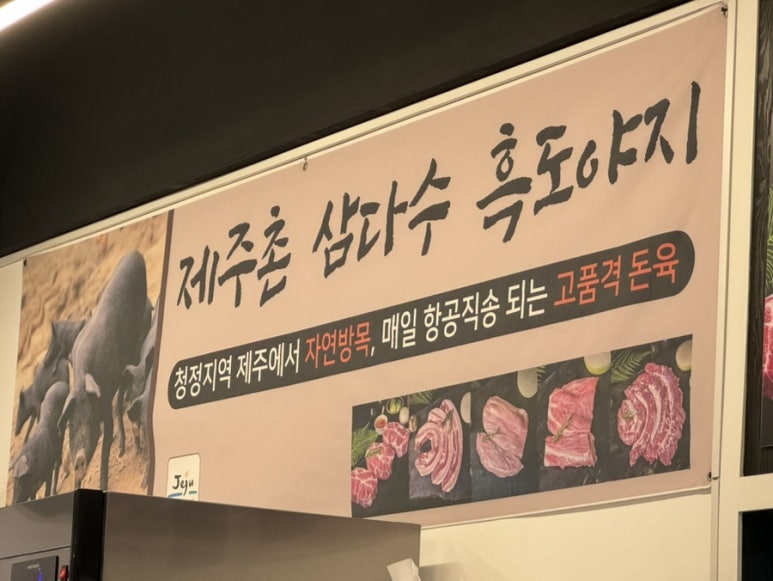 제주촌 삼다수 흑도야지
청정지역 제주에서 자연방목, 매일 항공직송 되는 고품격 돈육
Jeju